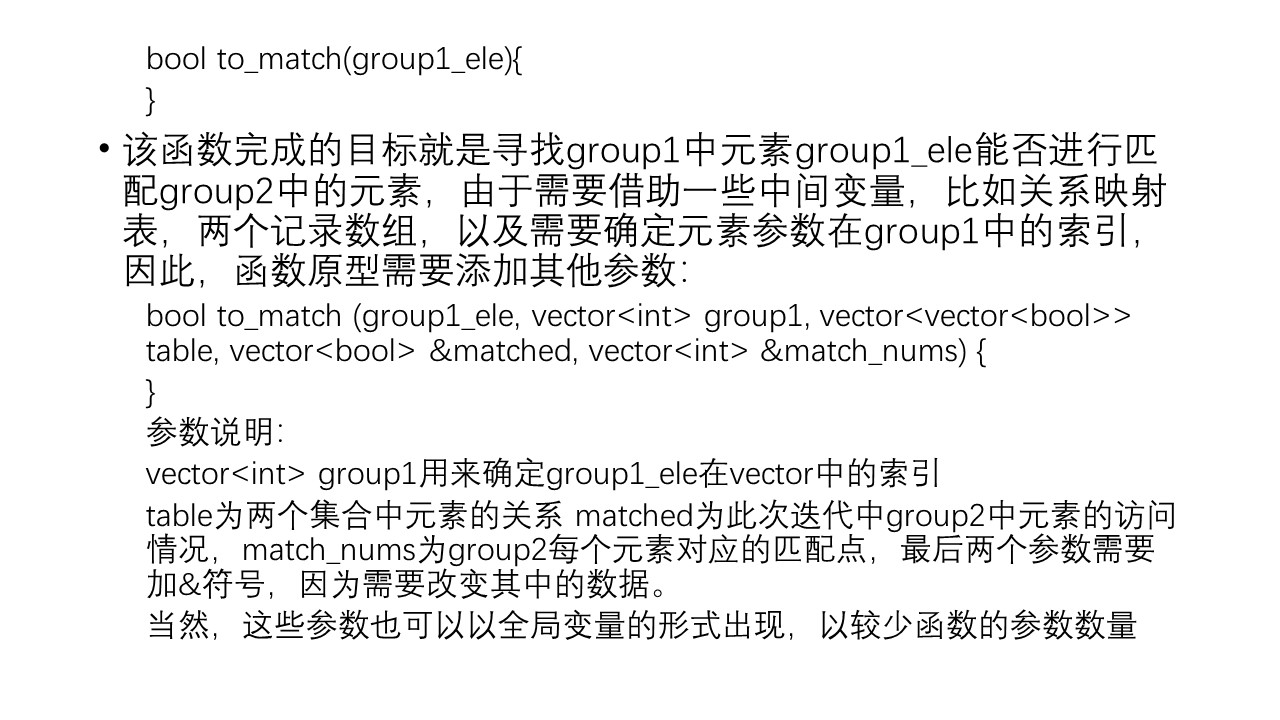 bool to_match(group1_ele){
}
• 该函数完成的目标就是寻找group1中元素group1_ele能否进行匹
配group2中的元素，由于需要借助一些中间变量，比如关系映射
表，两个记录数组，以及需要确定元素参数在group1中的索引，
因此，函数原型需要添加其他参数：
bool to_match (group1_ele, vector<int> group1, vector<vector<bool>>
table, vector<bool> &matched, vector<int> &match_nums) {
}
参数说明：
vector<int> group1用来确定group1_ele在vector中的索引
table为两个集合中元素的关系 matched为此次迭代中group2中元素的访问
情况，match_nums为group2每个元素对应的匹配点，最后两个参数需要
加&符号，因为需要改变其中的数据。
当然，这些参数也可以以全局变量的形式出现，以较少函数的参数数量